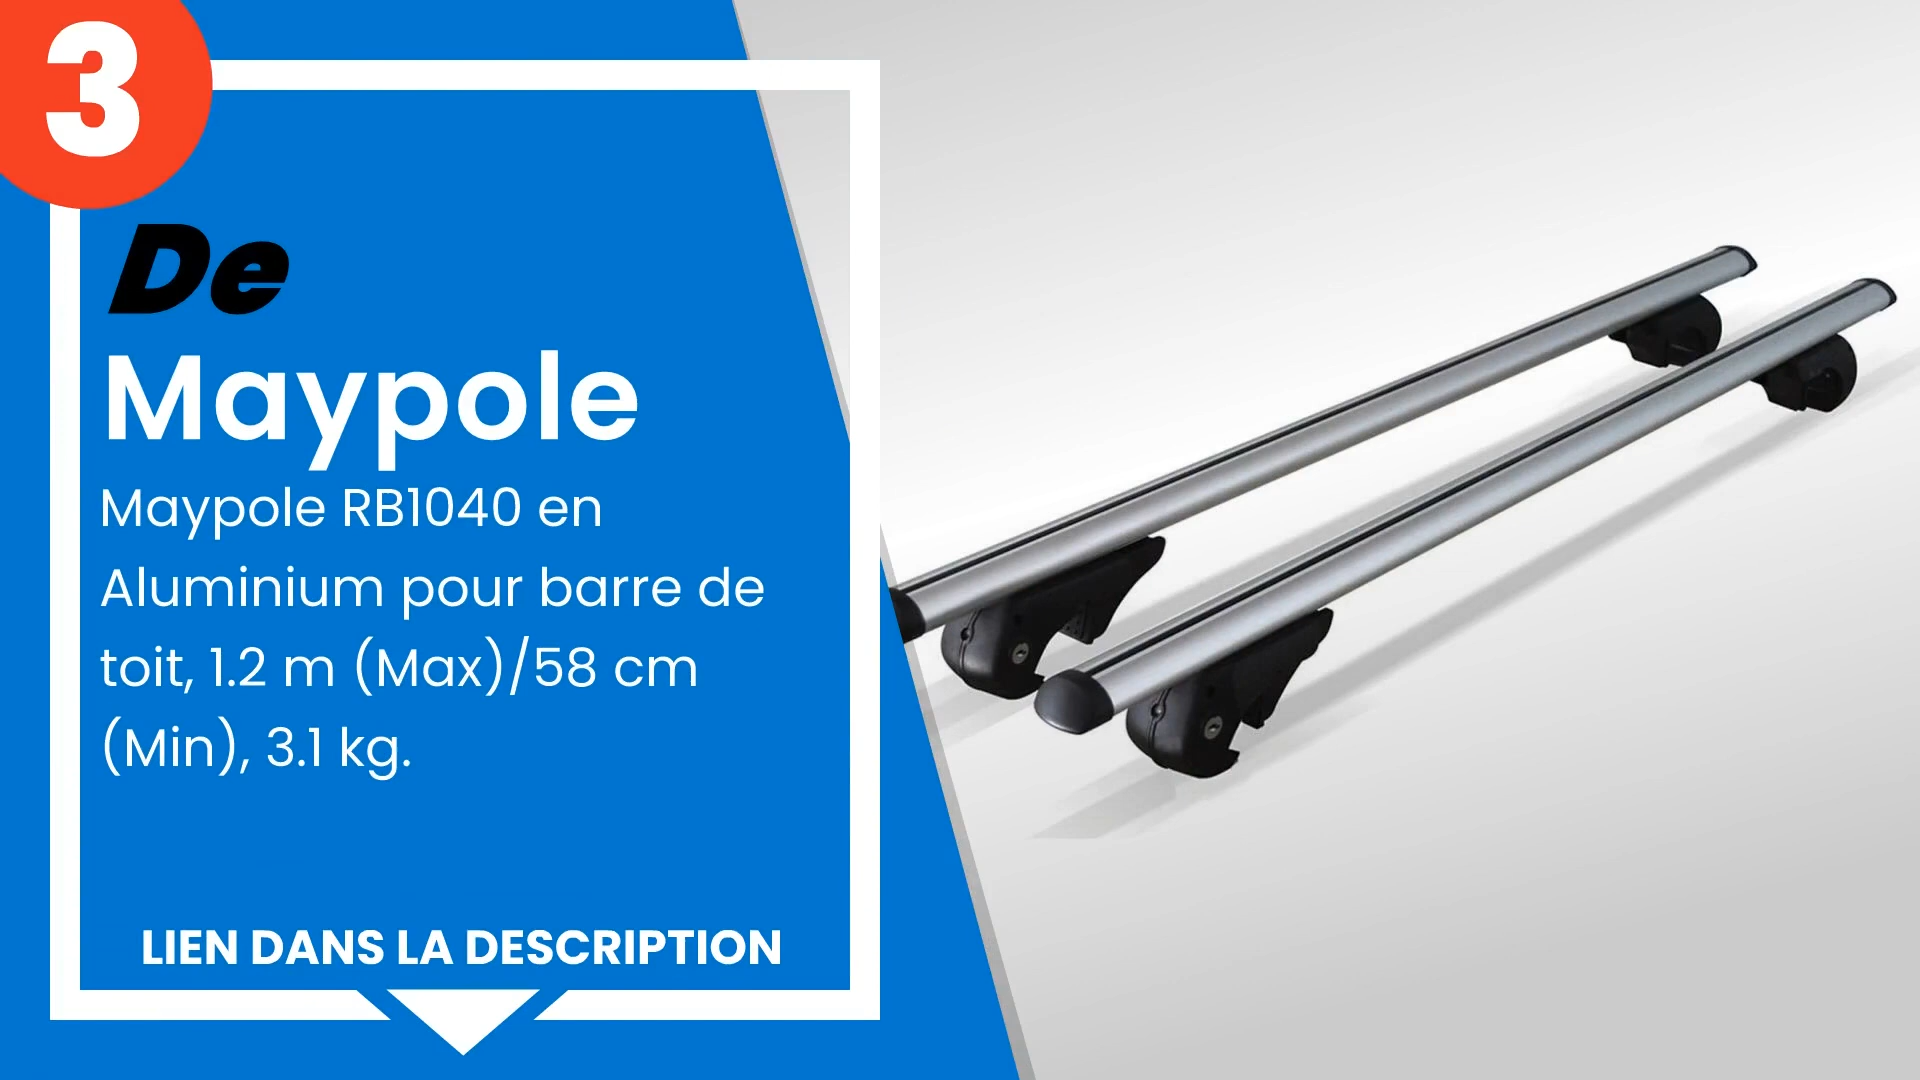 3
De
Maypole
Maypole RB1040 en
Aluminium pour barre de
toit, 1.2 m (Max)/58 cm
(Min), 3.1 kg.
LIEN DANS LA DESCRIPTION